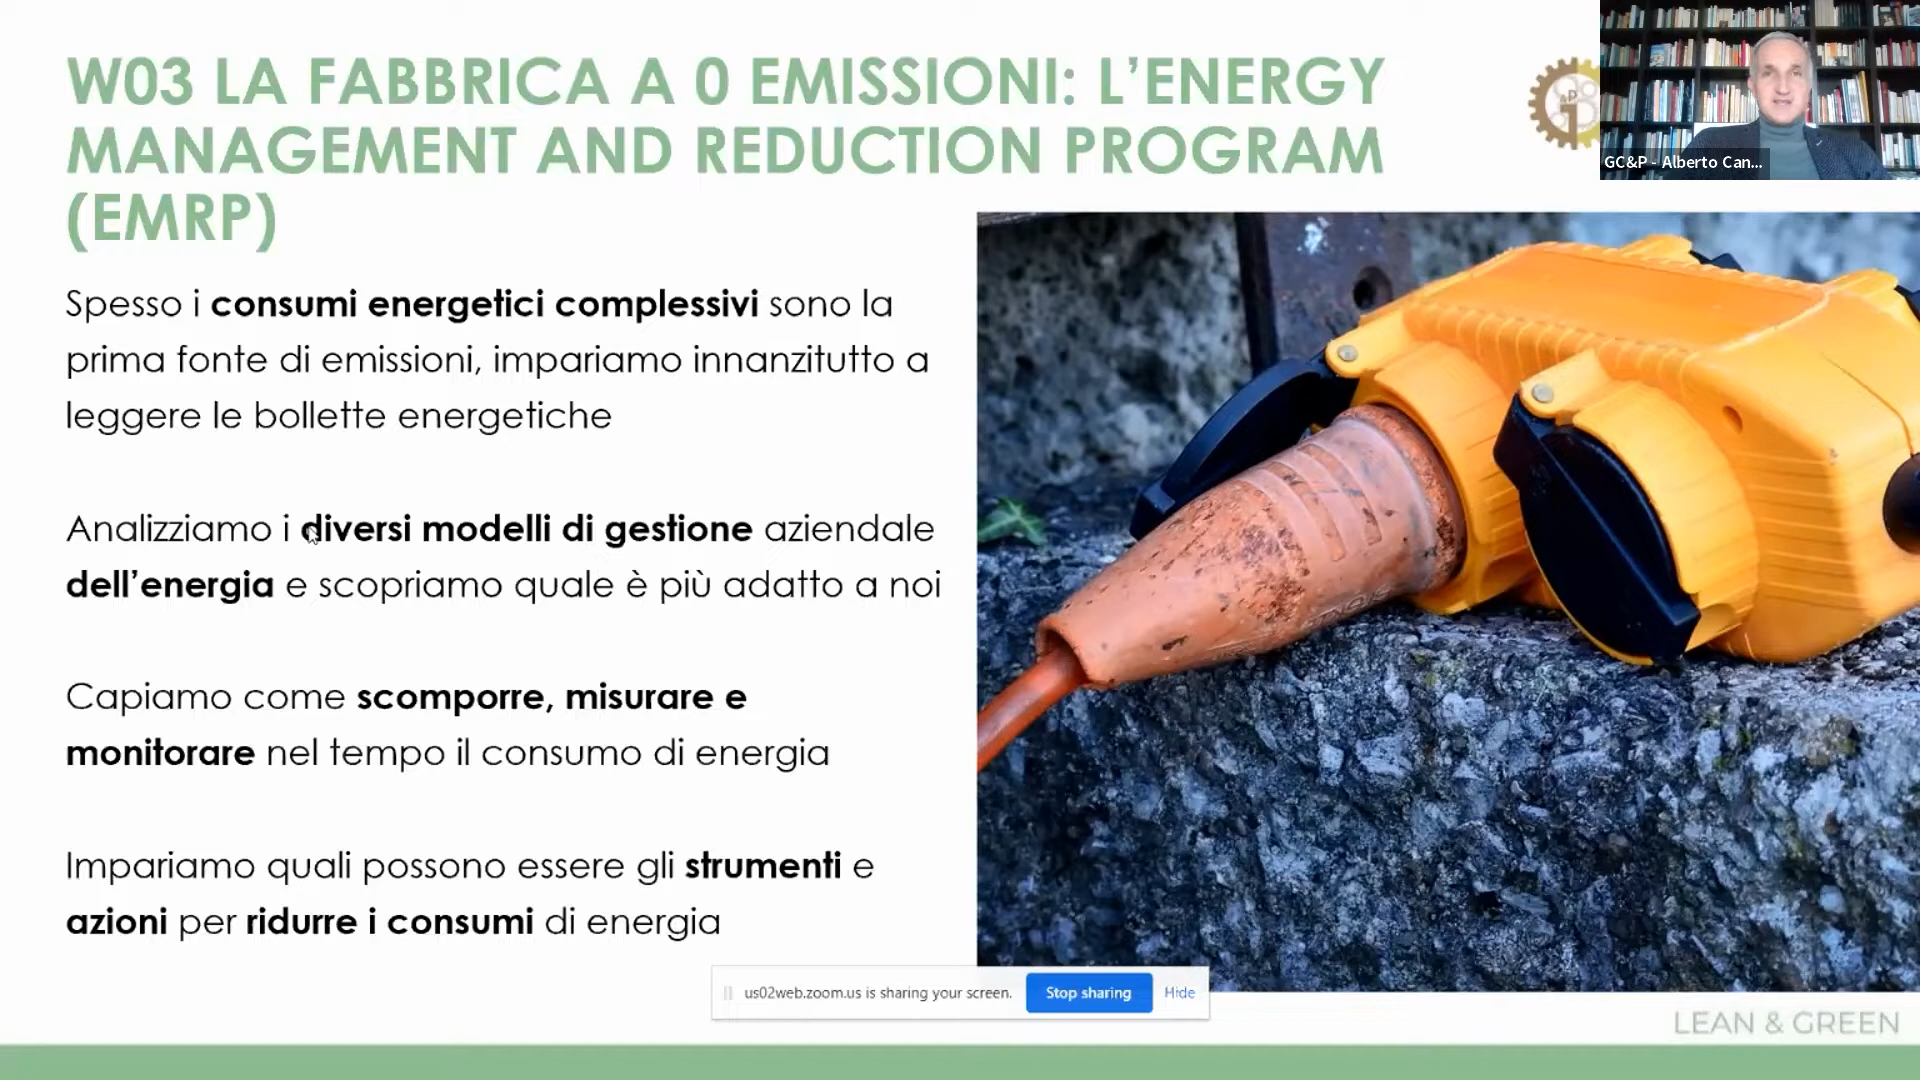 W03 LA FABBRICA A 0 EMISSIONI: L’ENERGY
MANAGEMENT AND REDUCTION PROGRAM
(EMRP)
GC&P - Alberto Can...
Spesso i consumi energetici complessivi sono la
prima fonte di emissioni, impariamo innanzitutto a
leggere le bollette energetiche
Analizziamo i diversi modelli di gestione aziendale
dell’energia e scopriamo quale è più adatto a noi
Capiamo come scomporre, misurare e
monitorare nel tempo il consumo di energia
Impariamo quali possono essere gli strumenti e
azioni per ridurre i consumi di energia
us02web.zoom.us is sharing your screen.
Stop sharing
Hide
LEAN & GREEN